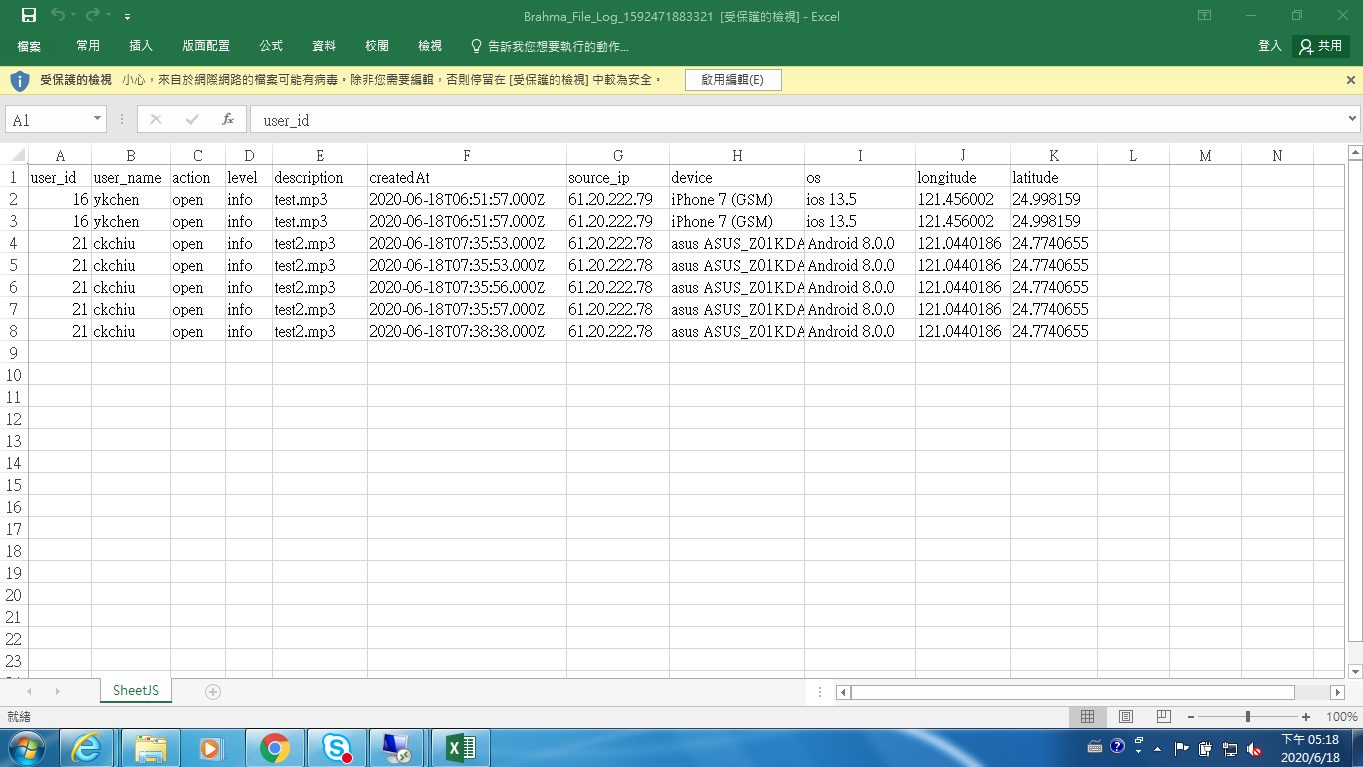 Brahma_File_Log_1592471883321 [受保護的檢視] - Excel
檔案 常用 插入 版面配置 公式 資料 校閱 檢視 告訴我您想要執行的動作... 登入 共用
受保護的檢視 小心，來自於網際網路的檔案可能有病毒。除非您需要編輯，否則停留在 [受保護的檢視] 中較為安全。 啟用編輯(E)
A1 fx user_id
A B C D E F G H I J K L M N
1 user_id user_name action level description createdAt source_ip device os longitude latitude
2 16 ykchen open info test.mp3 2020-06-18T06:51:57.000Z 61.20.222.79 iPhone 7 (GSM) ios 13.5 121.456002 24.998159
3 16 ykchen open info test.mp3 2020-06-18T06:51:57.000Z 61.20.222.79 iPhone 7 (GSM) ios 13.5 121.456002 24.998159
4 21 ckchiu open info test2.mp3 2020-06-18T07:35:53.000Z 61.20.222.78 asus ASUS_Z01KDA Android 8.0.0 121.0440186 24.7740655
5 21 ckchiu open info test2.mp3 2020-06-18T07:35:53.000Z 61.20.222.78 asus ASUS_Z01KDA Android 8.0.0 121.0440186 24.7740655
6 21 ckchiu open info test2.mp3 2020-06-18T07:35:56.000Z 61.20.222.78 asus ASUS_Z01KDA Android 8.0.0 121.0440186 24.7740655
7 21 ckchiu open info test2.mp3 2020-06-18T07:35:57.000Z 61.20.222.78 asus ASUS_Z01KDA Android 8.0.0 121.0440186 24.7740655
8 21 ckchiu open info test2.mp3 2020-06-18T07:38:38.000Z 61.20.222.78 asus ASUS_Z01KDA Android 8.0.0 121.0440186 24.7740655
9
10
11
12
13
14
15
16
17
18
19
20
21
22
23
SheetJS
就緒 100%
下午 05:18
2020/6/18